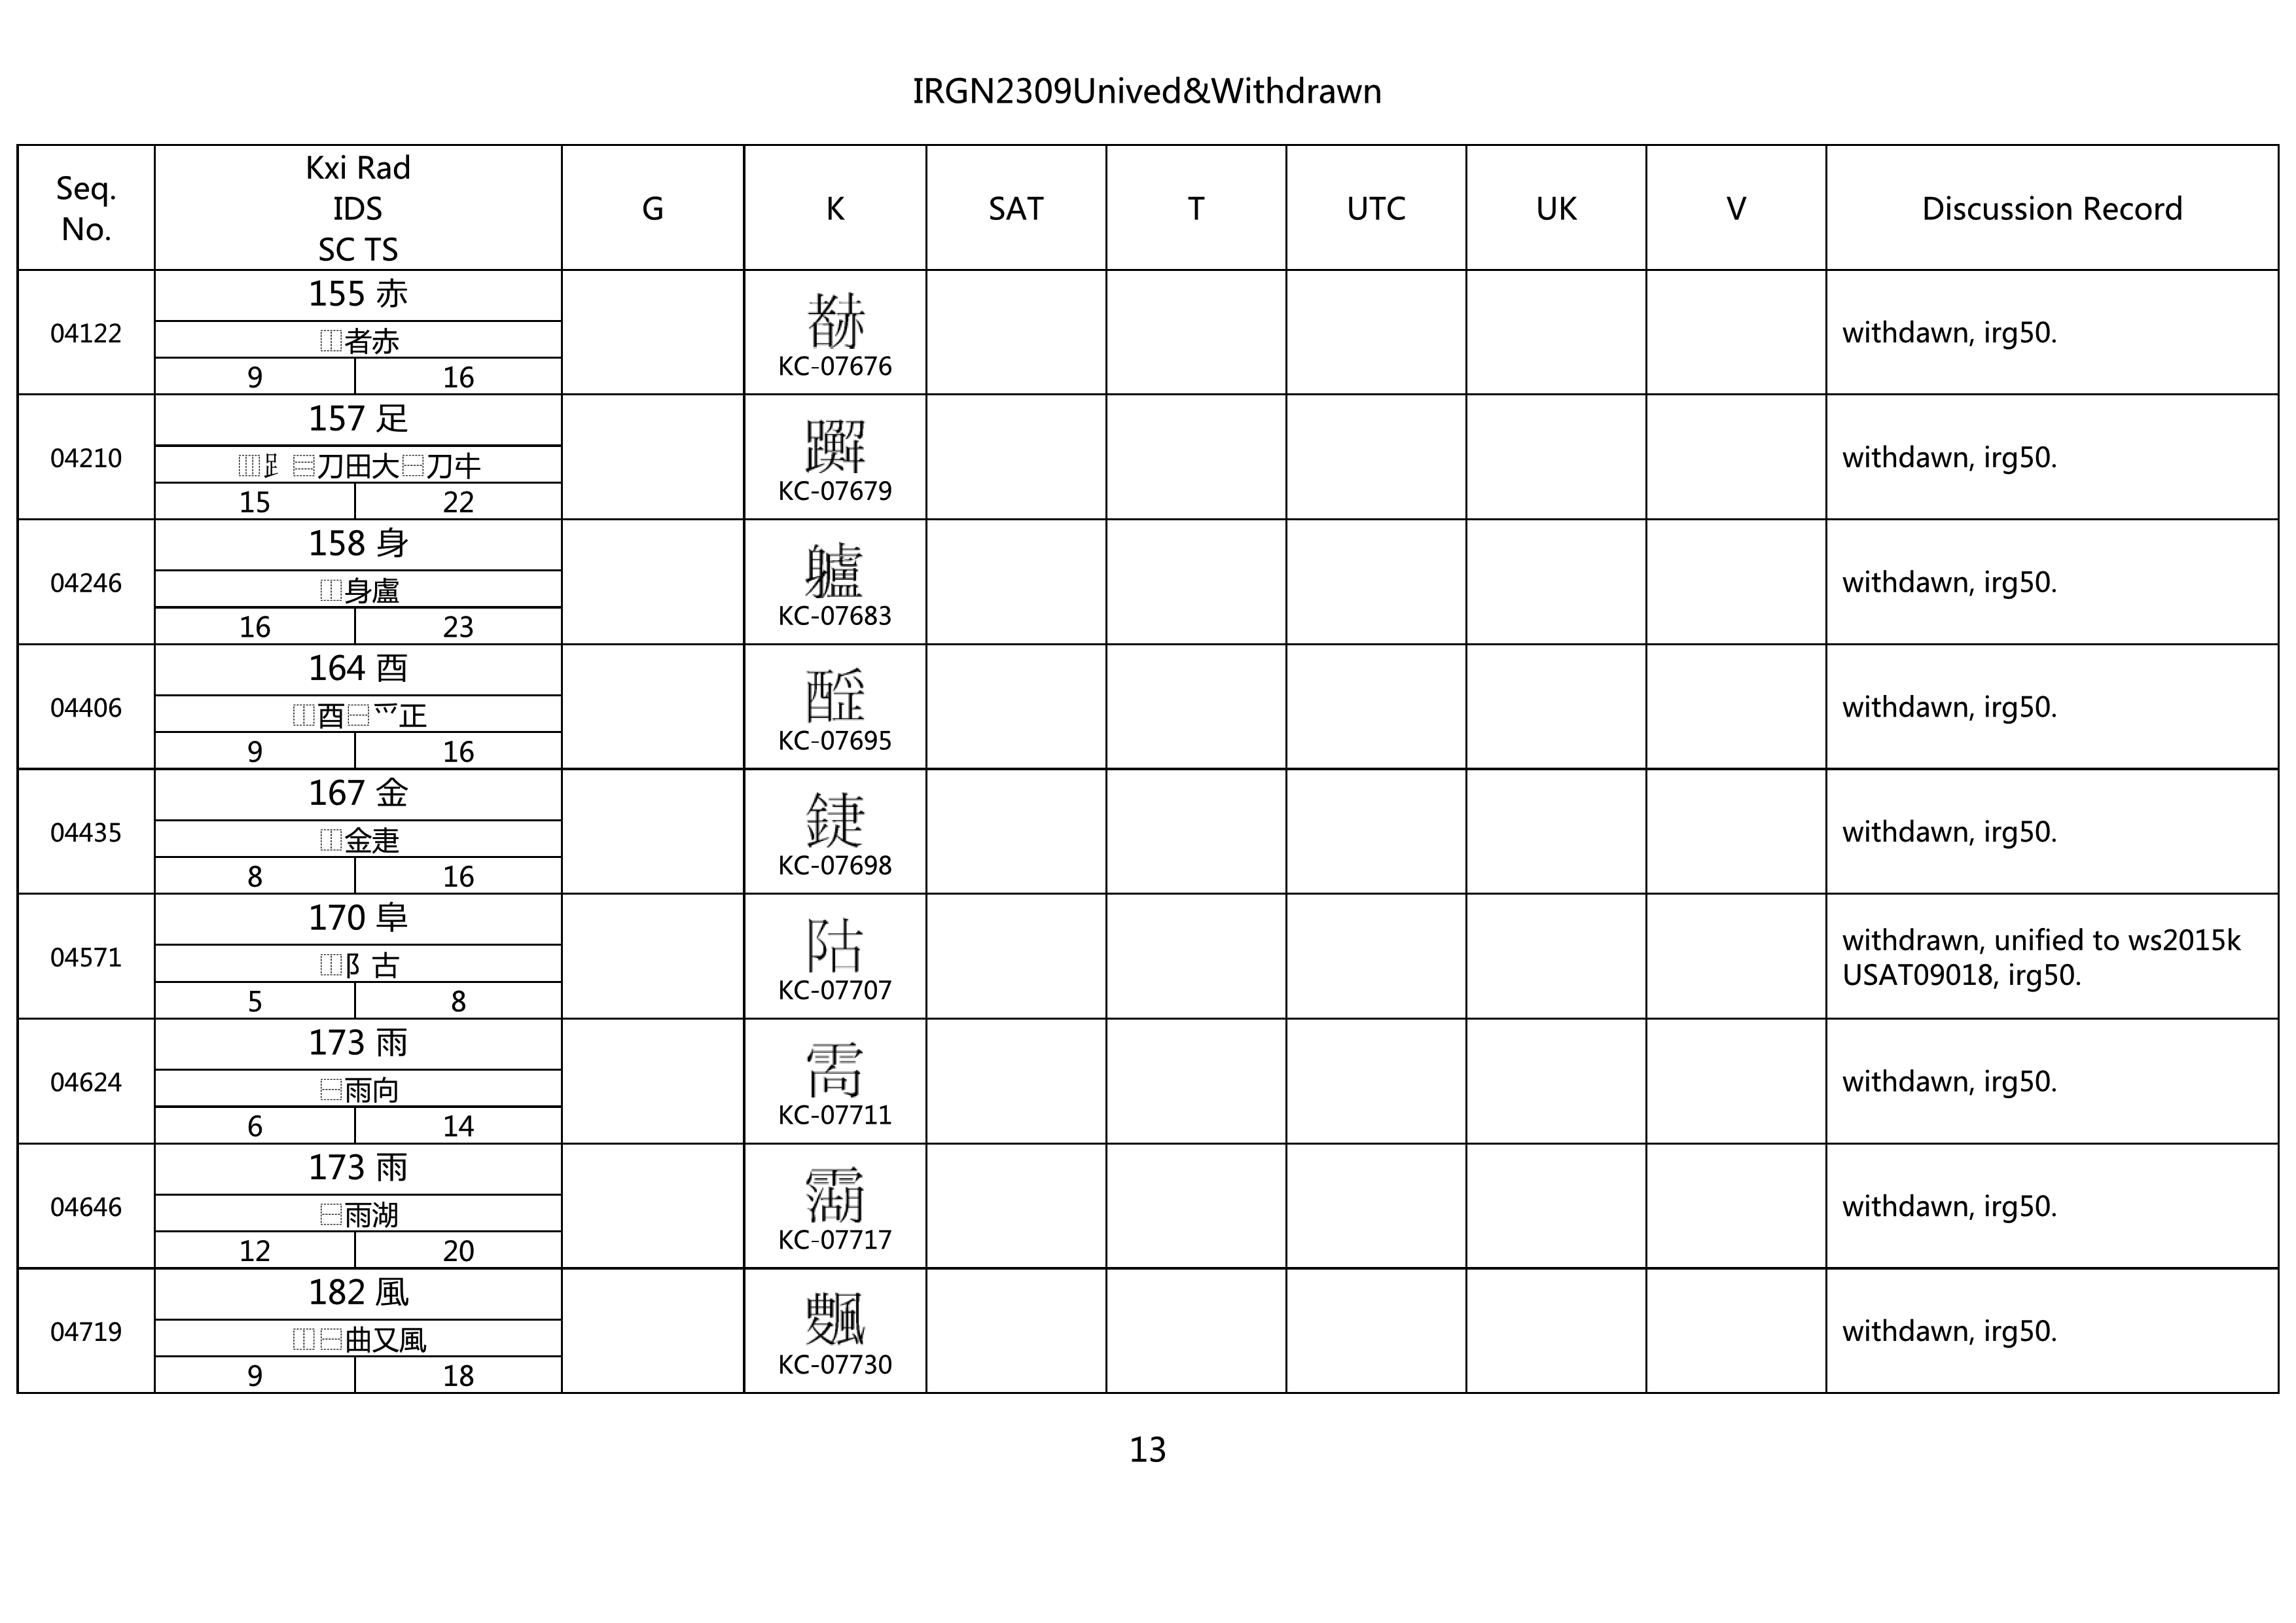 IRGN2309Unived&Withdrawn
Seq. No.
Kxi Rad
IDS
SC TS
G
K
SAT
T
UTC
UK
V
Discussion Record
04122
155 赤
⿰者赤
9 16
KC-07676
withdawn, irg50.
04210
157 足
⿲⻊⿳刀田大⿱刀㐄
15 22
KC-07679
withdawn, irg50.
04246
158 身
⿰身盧
16 23
KC-07683
withdawn, irg50.
04406
164 酉
⿰酉⿱爫正
9 16
KC-07695
withdawn, irg50.
04435
167 金
⿰金疌
8 16
KC-07698
withdawn, irg50.
04571
170 阜
⿰阝古
5 8
KC-07707
withdrawn, unified to ws2015k
USAT09018, irg50.
04624
173 雨
⿱雨向
6 14
KC-07711
withdawn, irg50.
04646
173 雨
⿱雨湖
12 20
KC-07717
withdawn, irg50.
04719
182 風
⿰⿱曲又風
9 18
KC-07730
withdawn, irg50.
13